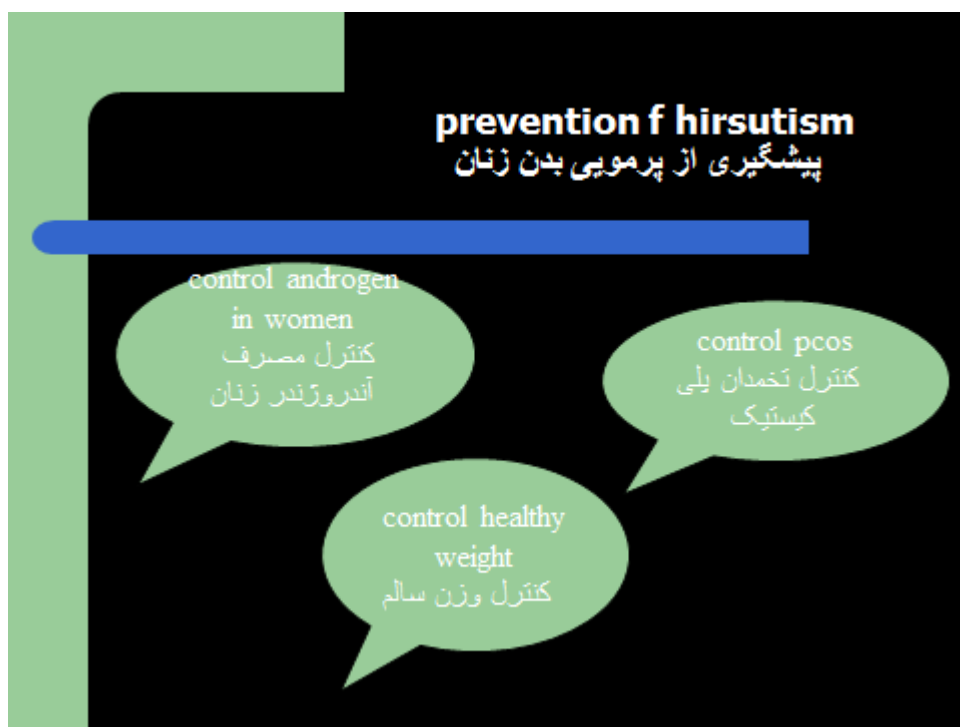 prevention f hirsutism
پیشگیری از پرمویی بدن زنان
control androgen
in women
کنترل مصرف
آندروژندر زنان
control pcos
کنترل تخمدان پلی
کیستیک
control healthy
weight
کنترل وزن سالم